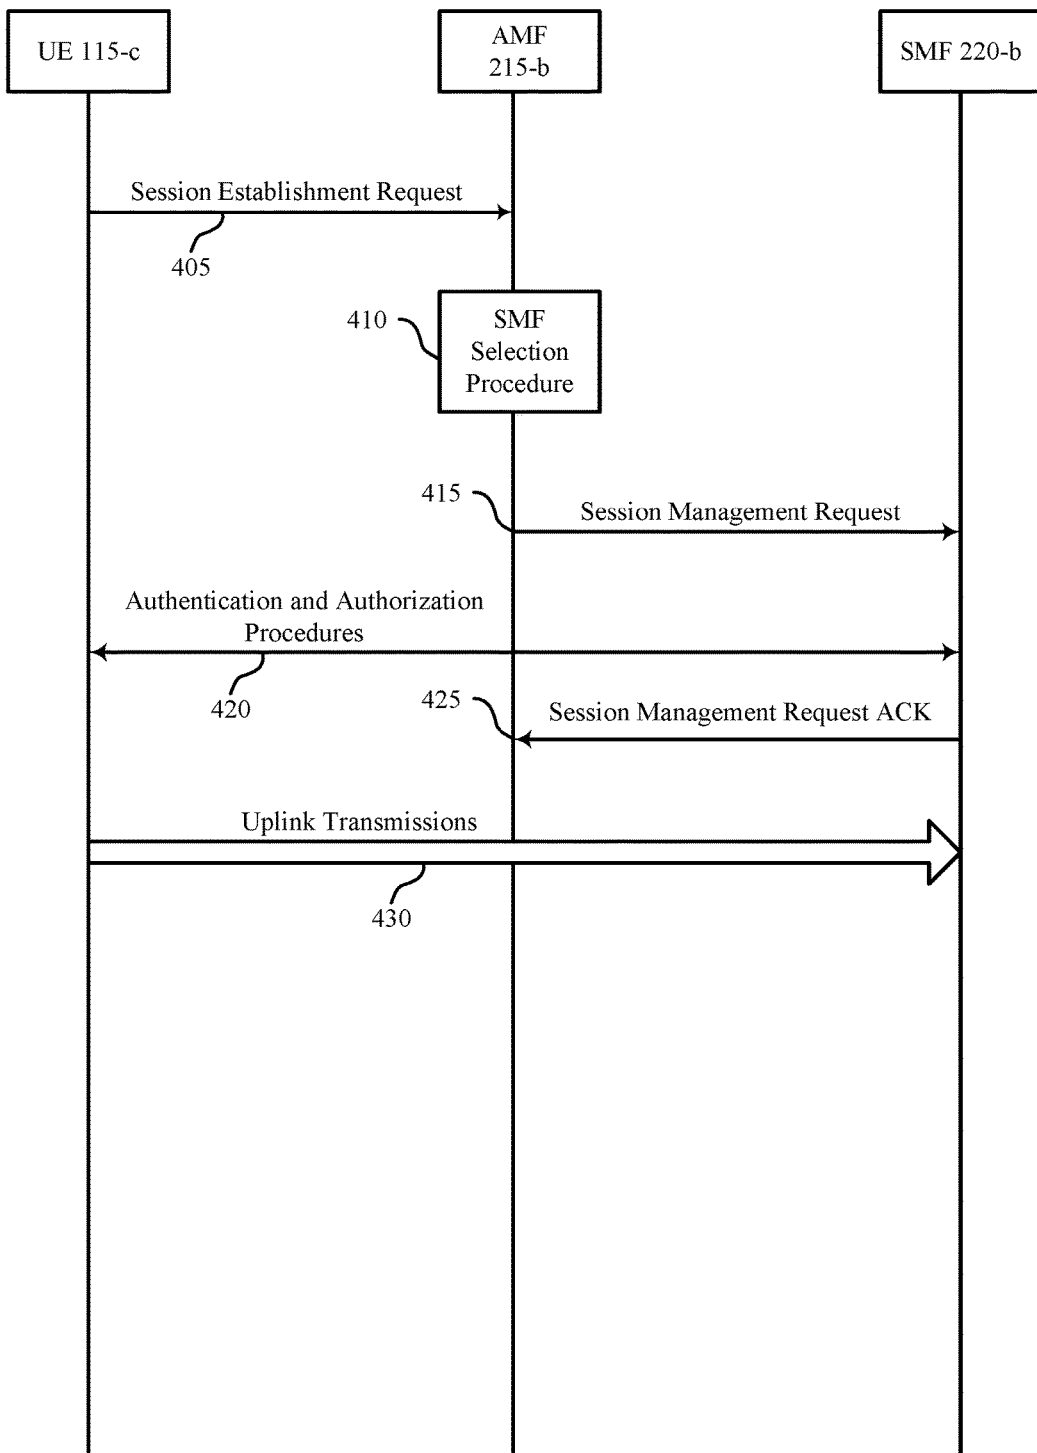 UE 115-c
AMF
215-b
SMF 220-b
Session Establishment Request
405
410
SMF
Selection
Procedure
415
Session Management Request
Authentication and Authorization
Procedures
420
425
Session Management Request ACK
Uplink Transmissions
430